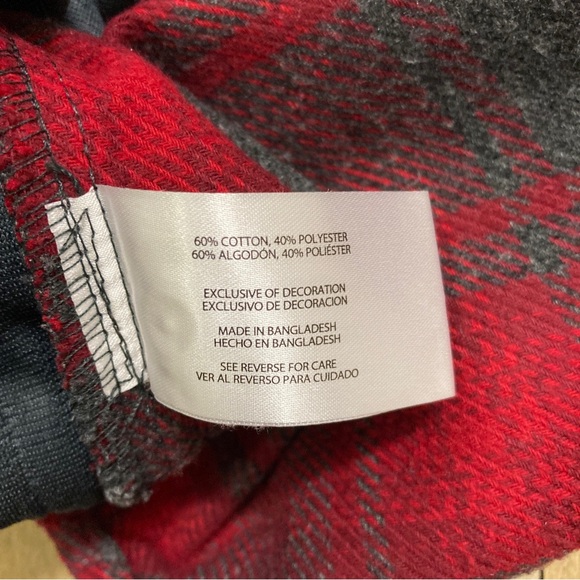 60% COTTON, 40% POLYESTER
60% ALGODÓN, 40% POLIÉSTER
EXCLUSIVE OF DECORATION
EXCLUSIVO DE DECORACION
MADE IN BANGLADESH
HECHO EN BANGLADESH
SEE REVERSE FOR CARE
VER AL REVERSO PARA CUIDADO